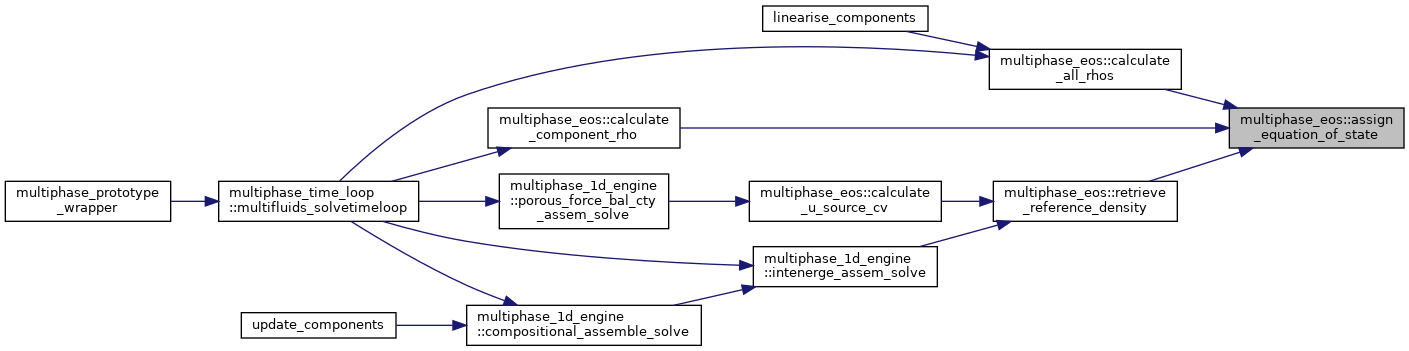 linearise_components
multiphase_eos::calculate
_all_rhos
multiphase_eos::assign
_equation_of_state
multiphase_eos::calculate
_component_rho
multiphase_prototype
_wrapper
multiphase_time_loop
::multifluids_solvetimeloop
multiphase_1d_engine
::porous_force_bal_cty
_assem_solve
multiphase_eos::calculate
_u_source_cv
multiphase_eos::retrieve
_reference_density
multiphase_1d_engine
::intenerge_assem_solve
update_components
multiphase_1d_engine
::compositional_assemble_solve